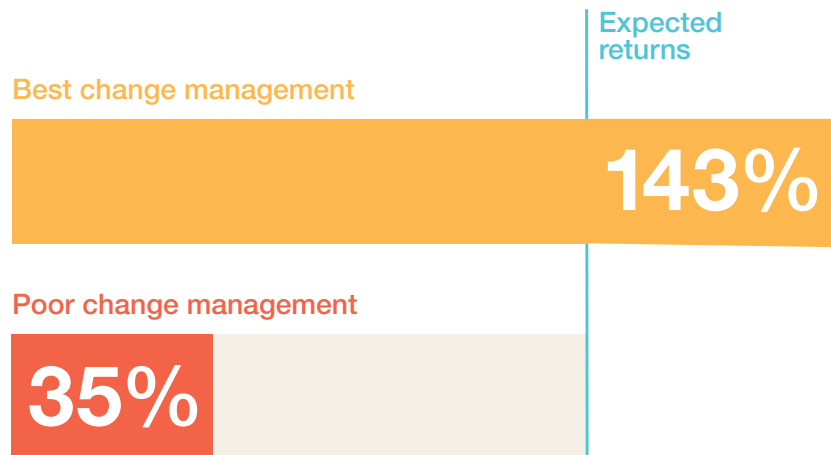 Expected
returns
Best change management
143%
Poor change management
35%